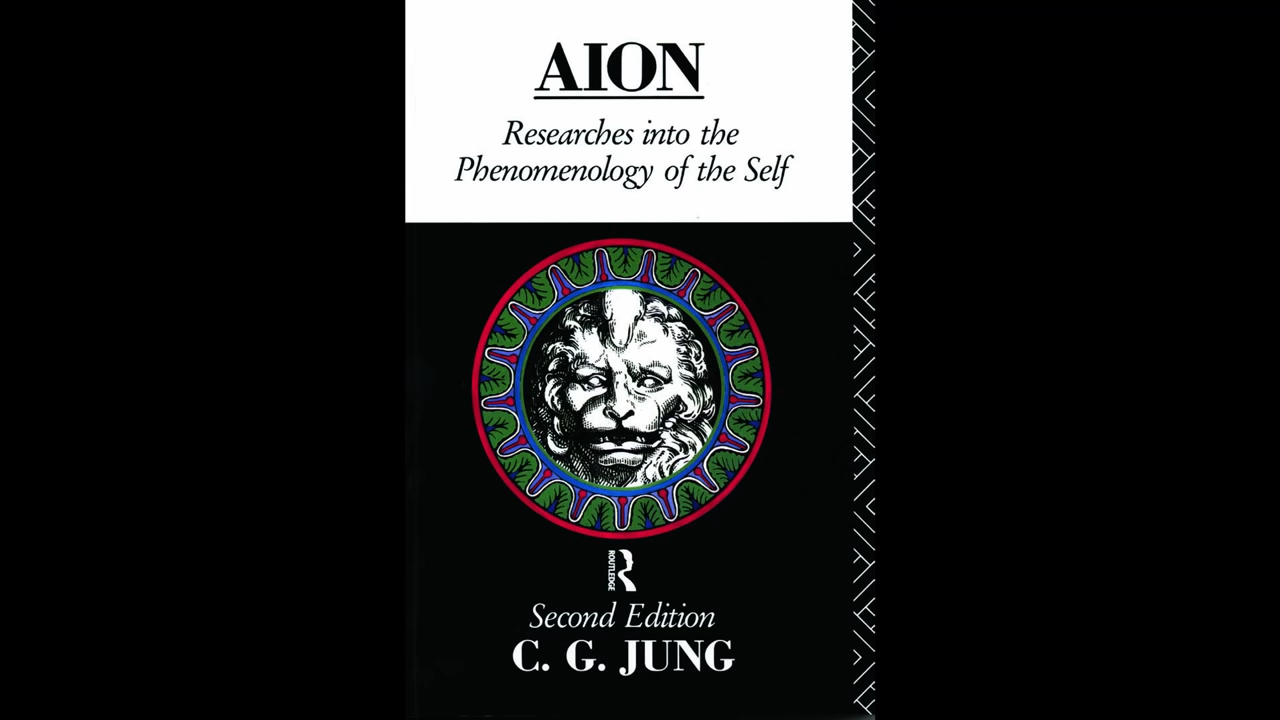 AION
Researches into the
Phenomenology of the Self
ROUTLEDGE
Second Edition
C. G. JUNG